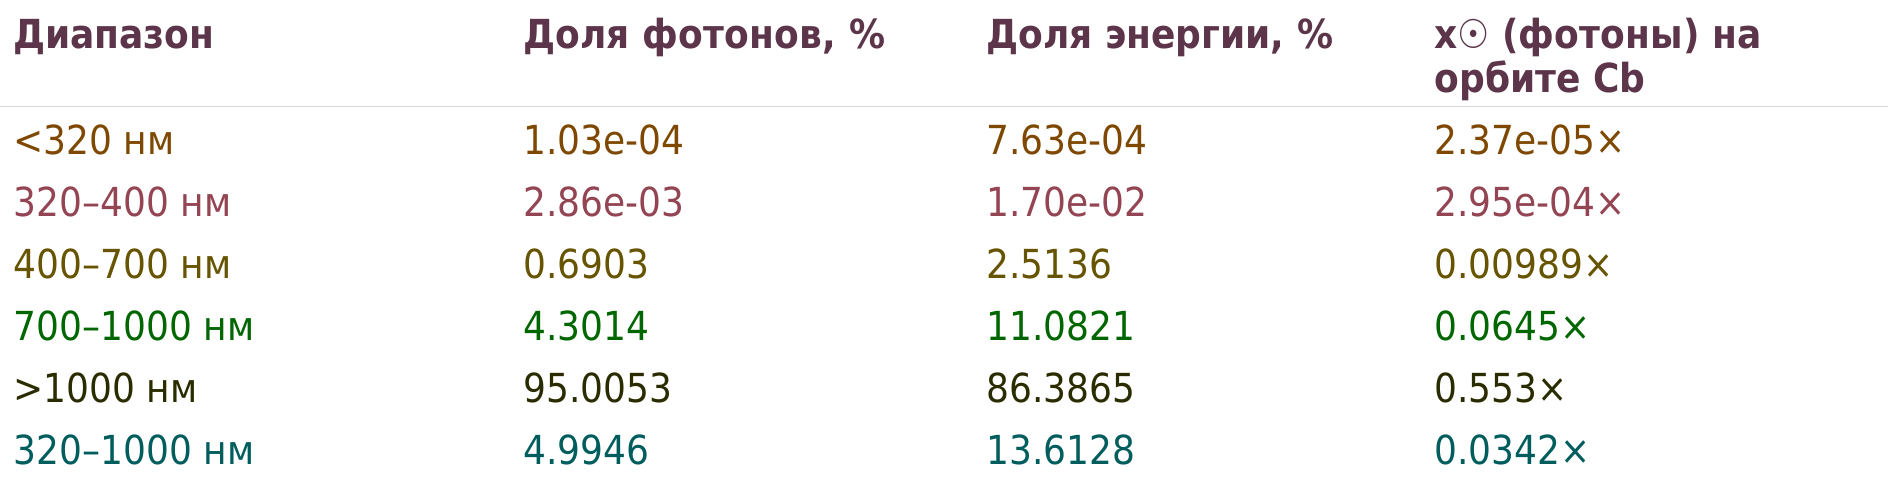 Диапазон Доля фотонов, % Доля энергии, % x☉ (фотоны) на
орбите Cb
<320 нм 1.03e-04 7.63e-04 2.37e-05×
320–400 нм 2.86e-03 1.70e-02 2.95e-04×
400–700 нм 0.6903 2.5136 0.00989×
700–1000 нм 4.3014 11.0821 0.0645×
>1000 нм 95.0053 86.3865 0.553×
320–1000 нм 4.9946 13.6128 0.0342×